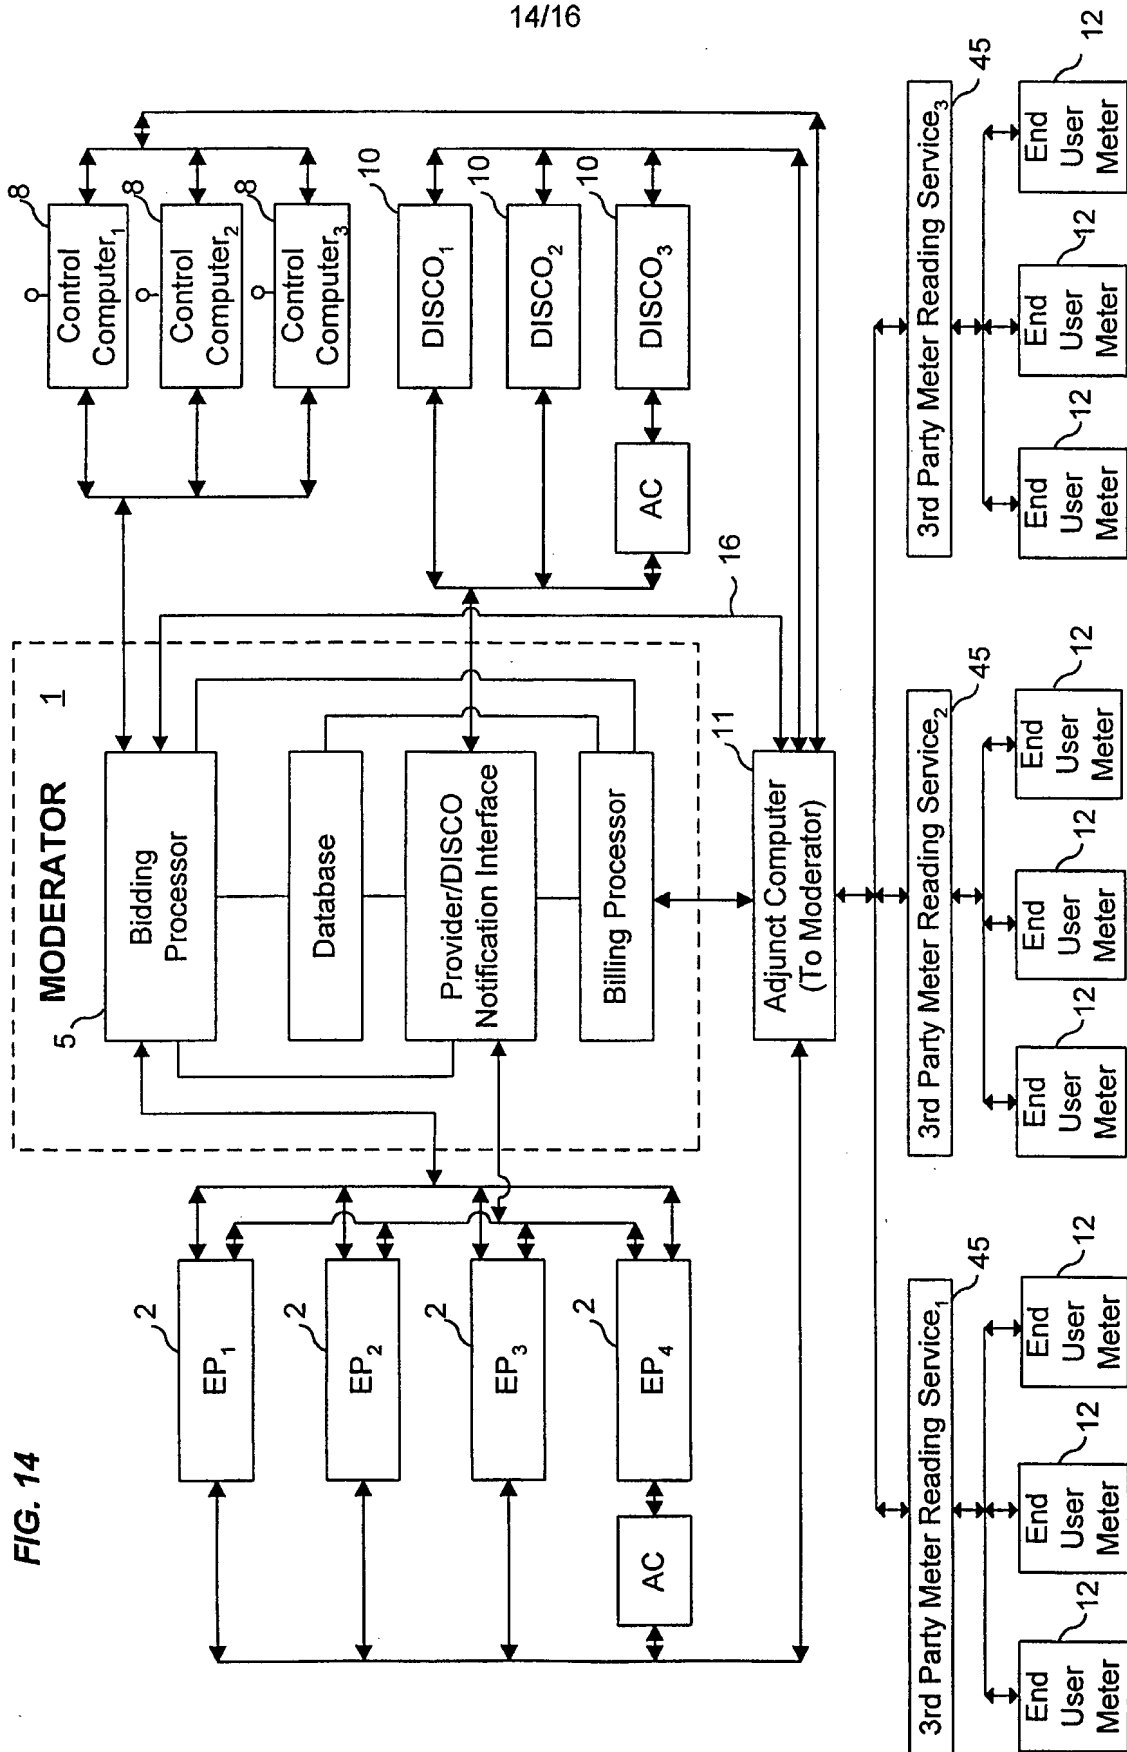 14/16
FIG. 14
MODERATOR
1
5
Bidding
Processor
Database
Provider/DISCO
Notification Interface
Billing Processor
2
EP1
2
EP2
2
EP3
2
EP4
AC
8
Control
Computer1
8
Control
Computer2
8
Control
Computer3
10
DISCO1
10
DISCO2
10
DISCO3
AC
16
11
Adjunct Computer
(To Moderator)
45
3rd Party Meter Reading Service1
12
End
User
Meter
12
End
User
Meter
12
End
User
Meter
45
3rd Party Meter Reading Service2
12
End
User
Meter
12
End
User
Meter
12
End
User
Meter
45
3rd Party Meter Reading Service3
12
End
User
Meter
12
End
User
Meter
12
End
User
Meter